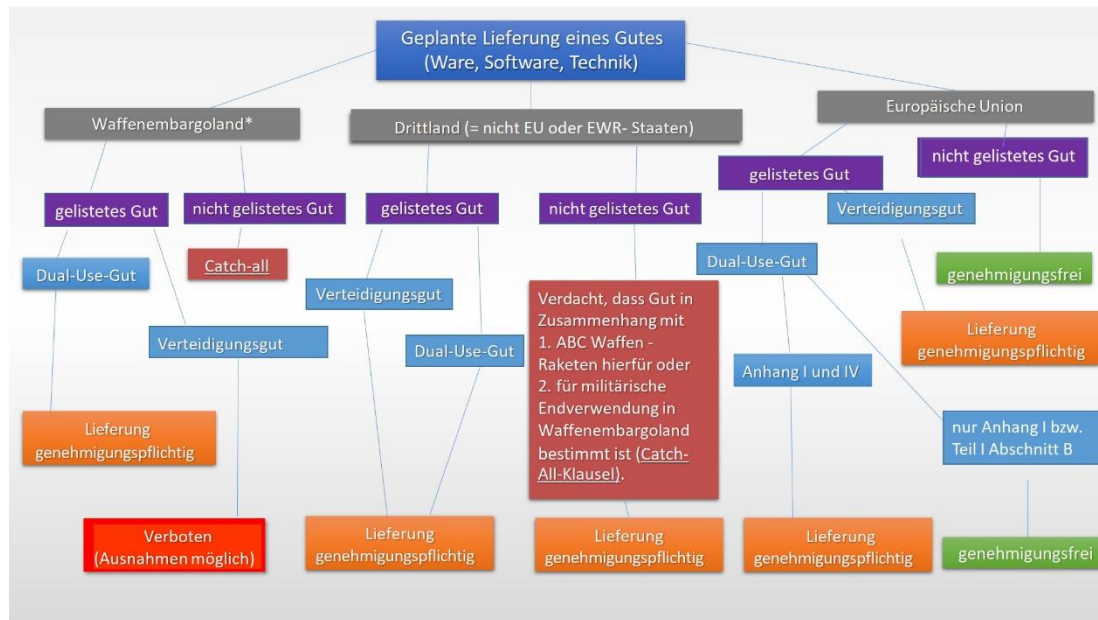 Geplante Lieferung eines Gutes
(Ware, Software, Technik)
Waffenembargoland*
Drittland (= nicht EU oder EWR- Staaten)
Europäische Union
gelistetes Gut
nicht gelistetes Gut
gelistetes Gut
nicht gelistetes Gut
gelistetes Gut
nicht gelistetes Gut
Dual-Use-Gut
Catch-all
Verteidigungsgut
Verteidigungsgut
Dual-Use-Gut
Verdacht, dass Gut in
Zusammenhang mit
1. ABC Waffen -
Raketen hierfür oder
2. für militärische
Endverwendung in
Waffenembargoland
bestimmt ist (Catch-
All-Klausel).
Dual-Use-Gut
Verteidigungsgut
genehmigungsfrei
Anhang I und IV
Lieferung
genehmigungspflichtig
nur Anhang I bzw.
Teil I Abschnitt B
Lieferung
genehmigungspflichtig
Verboten
(Ausnahmen möglich)
Lieferung
genehmigungspflichtig
Lieferung
genehmigungspflichtig
Lieferung
genehmigungspflichtig
genehmigungsfrei